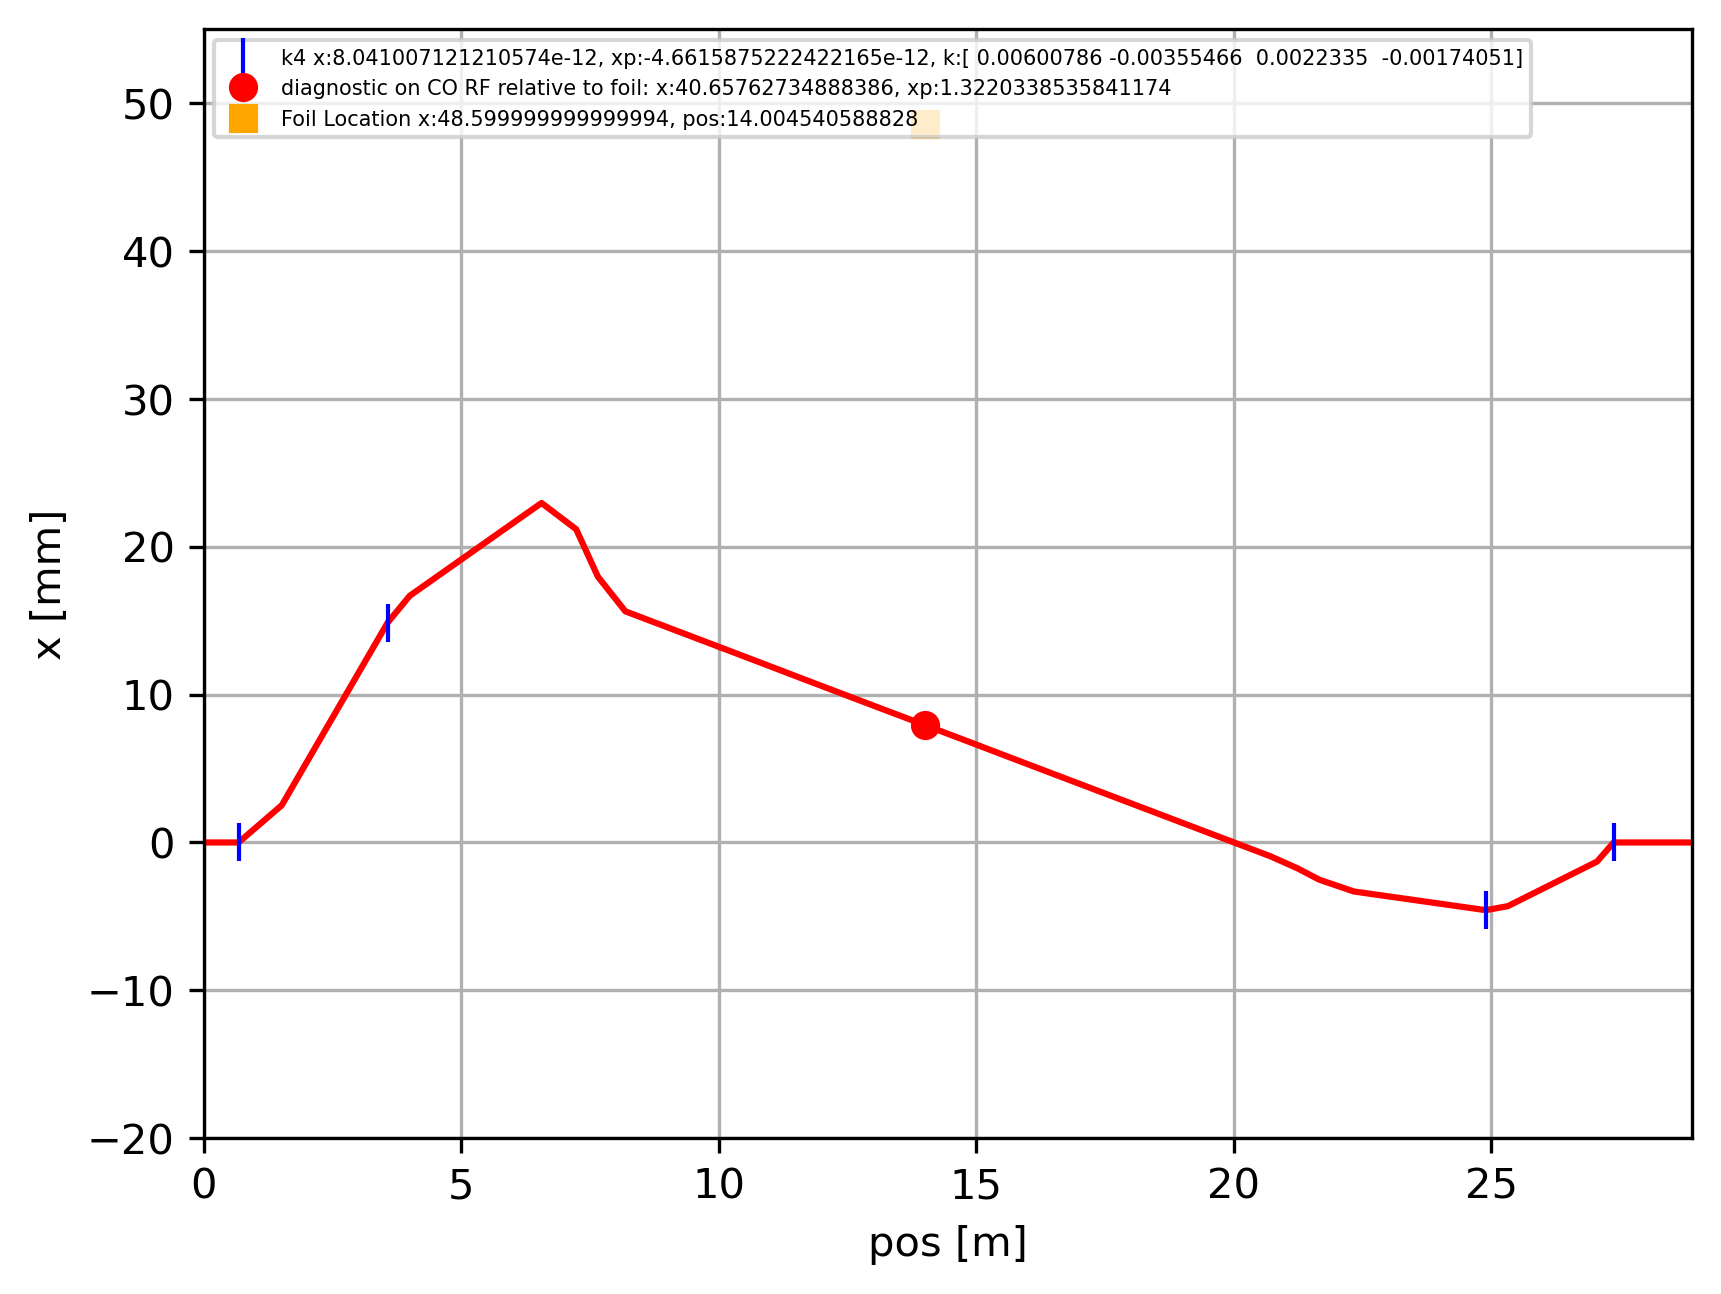 k4 x:8.041007121210574e-12, xp:-4.6615875222422165e-12, k:[ 0.00600786 -0.00355466  0.0022335  -0.00174051]
diagnostic on CO RF relative to foil: x:40.65762734888386, xp:1.3220338535841174
Foil Location x:48.599999999999994, pos:14.004540588828
50
40
30
20
10
0
−10
−20
x [mm]
0 5 10 15 20 25
pos [m]